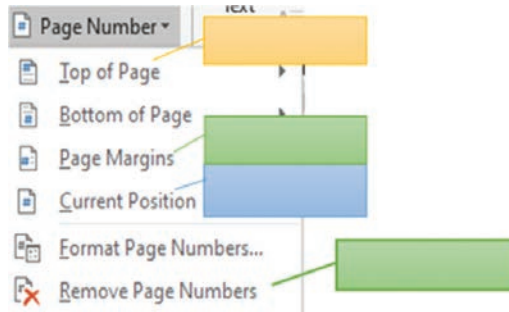 Text
Page Number
Top of Page
Bottom of Page
Page Margins
Current Position
Format Page Numbers...
Remove Page Numbers